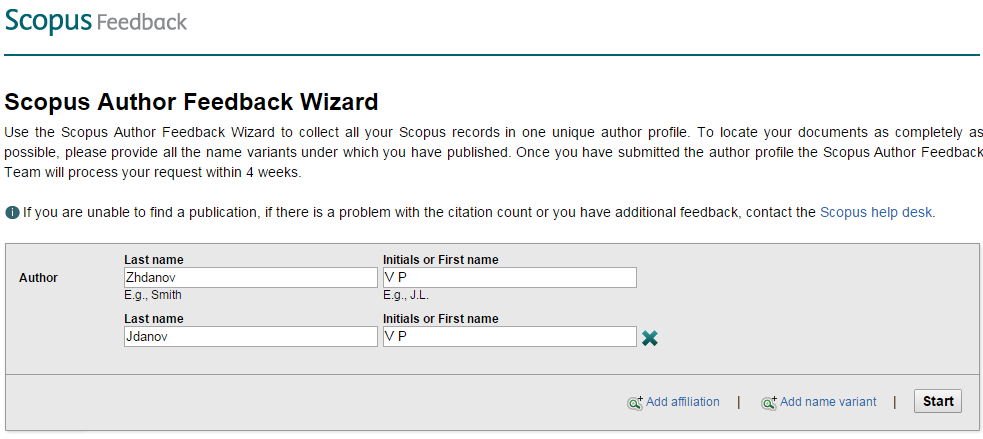 Scopus Feedback
Scopus Author Feedback Wizard
Use the Scopus Author Feedback Wizard to collect all your Scopus records in one unique author profile. To locate your documents as completely as
possible, please provide all the name variants under which you have published. Once you have submitted the author profile the Scopus Author Feedback
Team will process your request within 4 weeks.
i If you are unable to find a publication, if there is a problem with the citation count or you have additional feedback, contact the Scopus help desk.
Last name Initials or First name
Author Zhdanov V P
E.g., Smith E.g., J.L.
Last name Initials or First name
Jdanov V P
Add affiliation | Add name variant | Start